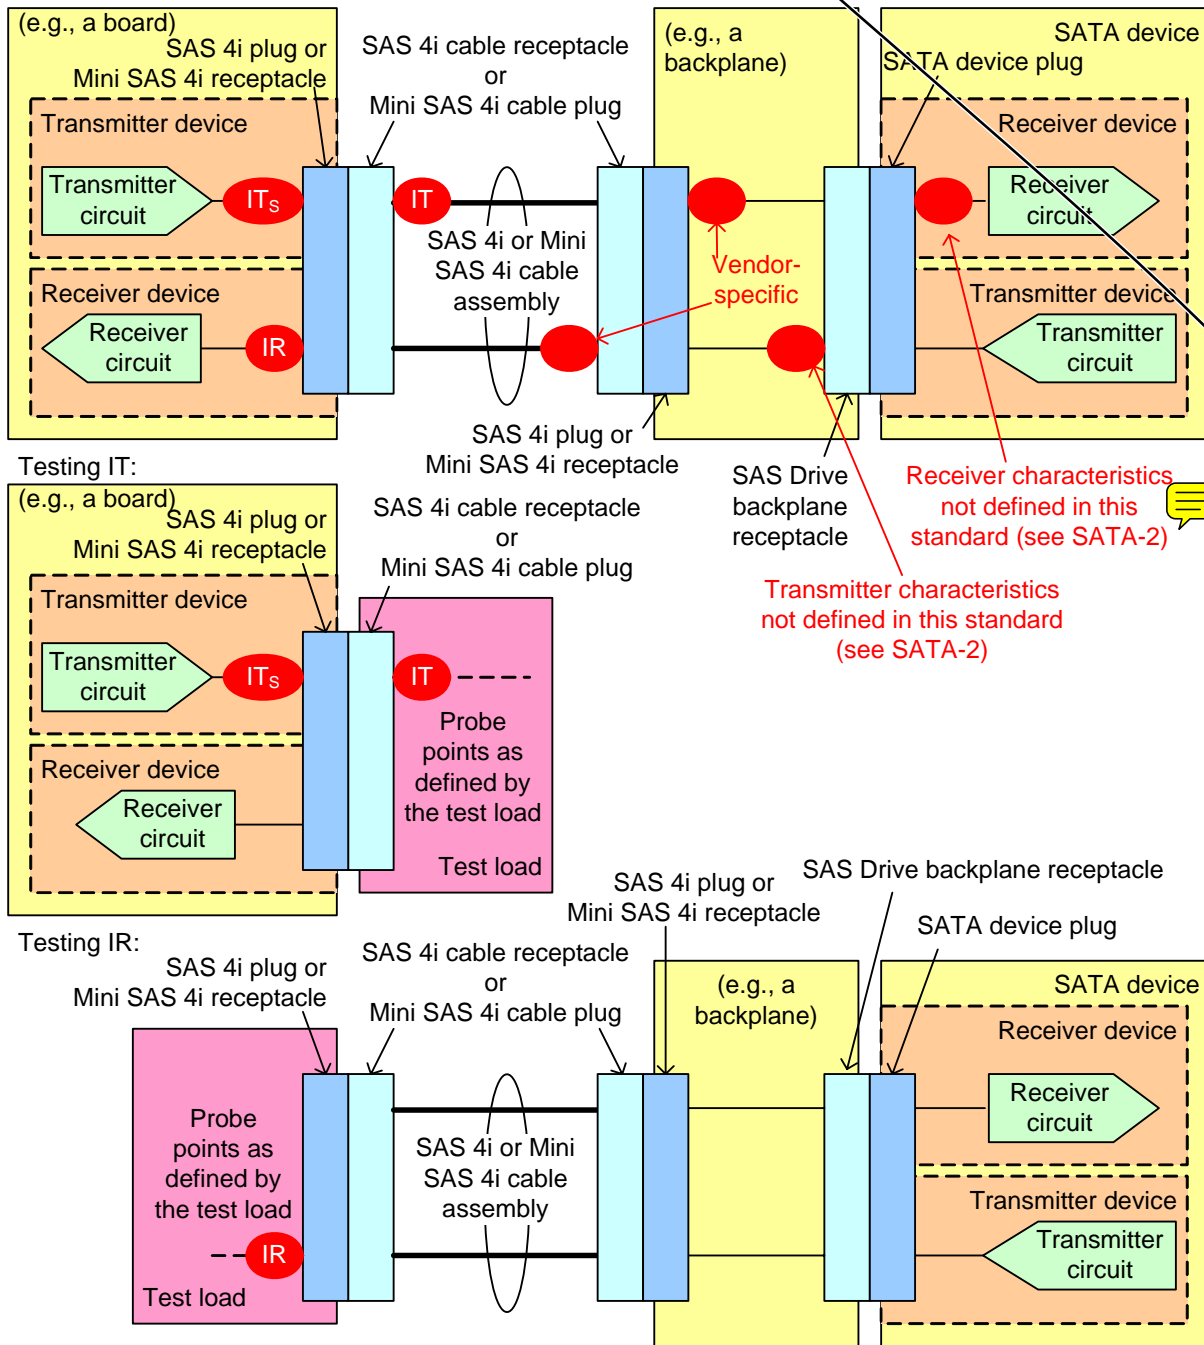 (e.g., a board)
SAS 4i plug or
Mini SAS 4i receptacle
SAS 4i cable receptacle
or
Mini SAS 4i cable plug
(e.g., a
backplane)
SATA device
SATA device plug
Transmitter device
Transmitter
circuit
ITS
IT
Receiver device
Receiver
circuit
SAS 4i or Mini
SAS 4i cable
assembly
Vendor-
specific
Receiver device
Receiver
circuit
IR
Transmitter device
Transmitter
circuit
SAS 4i plug or
Mini SAS 4i receptacle
SAS Drive
backplane
receptacle
Receiver characteristics
not defined in this
standard (see SATA-2)
Transmitter characteristics
not defined in this standard
(see SATA-2)
Testing IT:
(e.g., a board)
SAS 4i plug or
Mini SAS 4i receptacle
SAS 4i cable receptacle
or
Mini SAS 4i cable plug
Transmitter device
Transmitter
circuit
ITS
IT
Probe
points as
defined by
the test load
Test load
Receiver device
Receiver
circuit
Testing IR:
SAS 4i plug or
Mini SAS 4i receptacle
SAS 4i cable receptacle
or
Mini SAS 4i cable plug
SAS 4i plug or
Mini SAS 4i receptacle
SAS Drive backplane receptacle
SATA device plug
(e.g., a
backplane)
SATA device
Receiver device
Receiver
circuit
Probe
points as
defined by
the test load
IR
Test load
SAS 4i or Mini
SAS 4i cable
assembly
Transmitter device
Transmitter
circuit